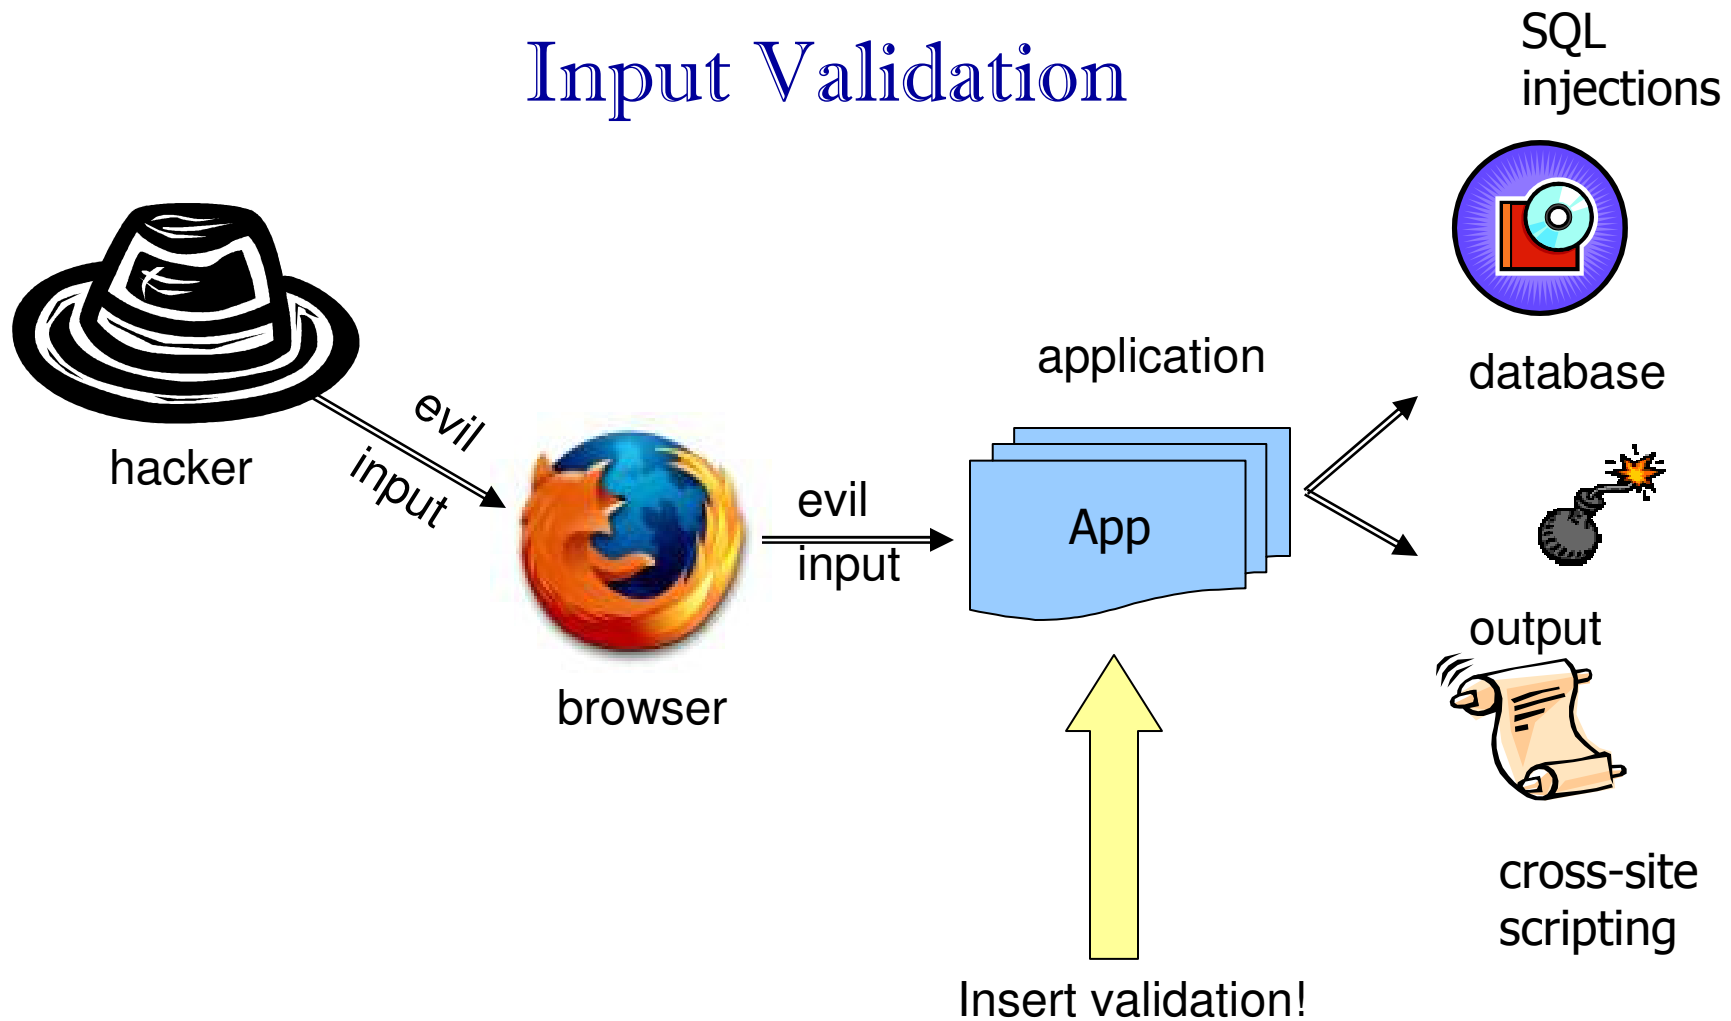 Input Validation
SQL
injections
application
database
evil
input
hacker
evil
input
App
output
browser
cross-site
scripting
Insert validation!